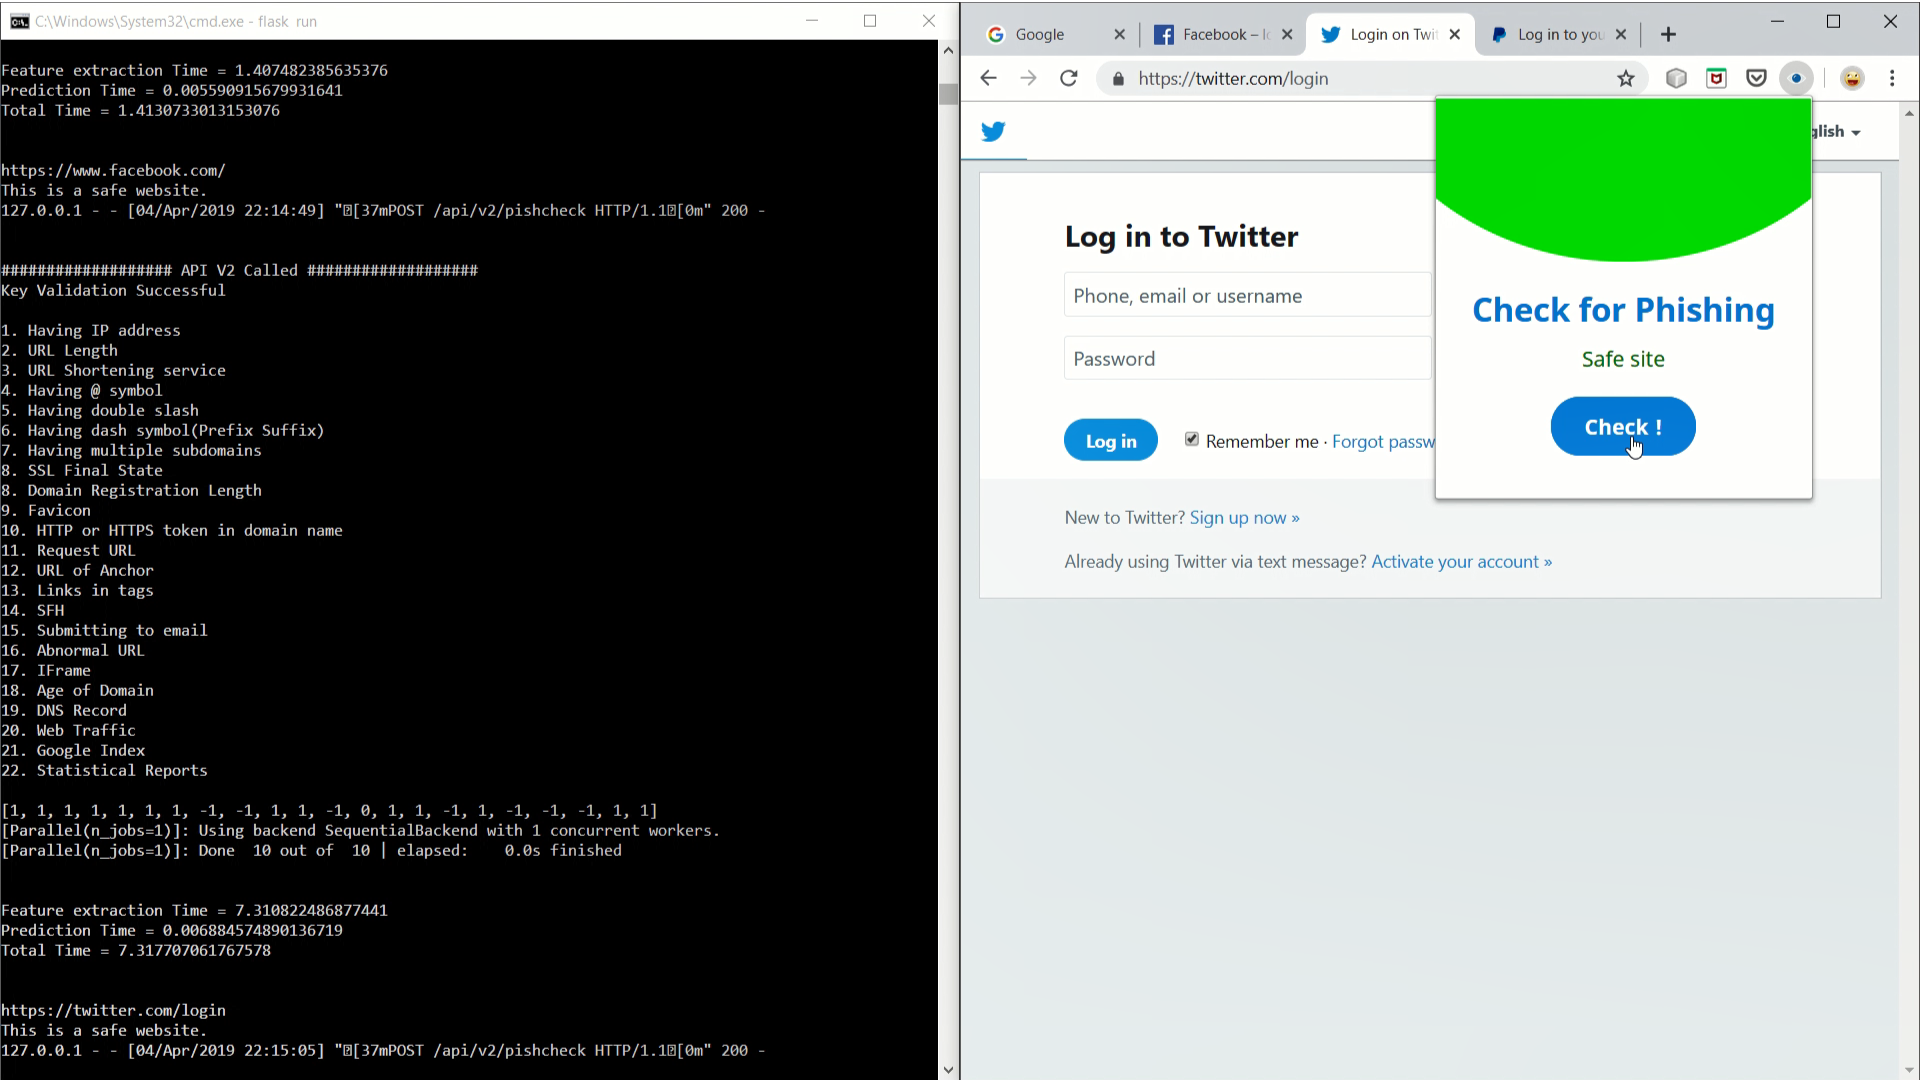 C:\Windows\System32\cmd.exe - flask run
Feature extraction Time = 1.407482385635376
Prediction Time = 0.005590915679931641
Total Time = 1.4130733013153076
https://www.facebook.com/
This is a safe website.
127.0.0.1 - - [04/Apr/2019 22:14:49] "[37mPOST /api/v2/pishcheck HTTP/1.1[0m" 200 -
################### API V2 Called ###################
Key Validation Successful
1. Having IP address
2. URL Length
3. URL Shortening service
4. Having @ symbol
5. Having double slash
6. Having dash symbol(Prefix Suffix)
7. Having multiple subdomains
8. SSL Final State
8. Domain Registration Length
9. Favicon
10. HTTP or HTTPS token in domain name
11. Request URL
12. URL of Anchor
13. Links in tags
14. SFH
15. Submitting to email
16. Abnormal URL
17. IFrame
18. Age of Domain
19. DNS Record
20. Web Traffic
21. Google Index
22. Statistical Reports
[1, 1, 1, 1, 1, 1, 1, -1, -1, 1, 1, -1, 0, 1, 1, -1, 1, -1, -1, -1, 1, 1]
[Parallel(n_jobs=1)]: Using backend SequentialBackend with 1 concurrent workers.
[Parallel(n_jobs=1)]: Done  10 out of  10 | elapsed:    0.0s finished
Feature extraction Time = 7.310822486877441
Prediction Time = 0.006884574890136719
Total Time = 7.317707061767578
https://twitter.com/login
This is a safe website.
127.0.0.1 - - [04/Apr/2019 22:15:05] "[37mPOST /api/v2/pishcheck HTTP/1.1[0m" 200 -
Google
Facebook – lo
Login on Twit
Log in to you
https://twitter.com/login
glish
Log in to Twitter
Phone, email or username
Password
Log in
Remember me · Forgot passw
New to Twitter? Sign up now »
Already using Twitter via text message? Activate your account »
Check for Phishing
Safe site
Check !